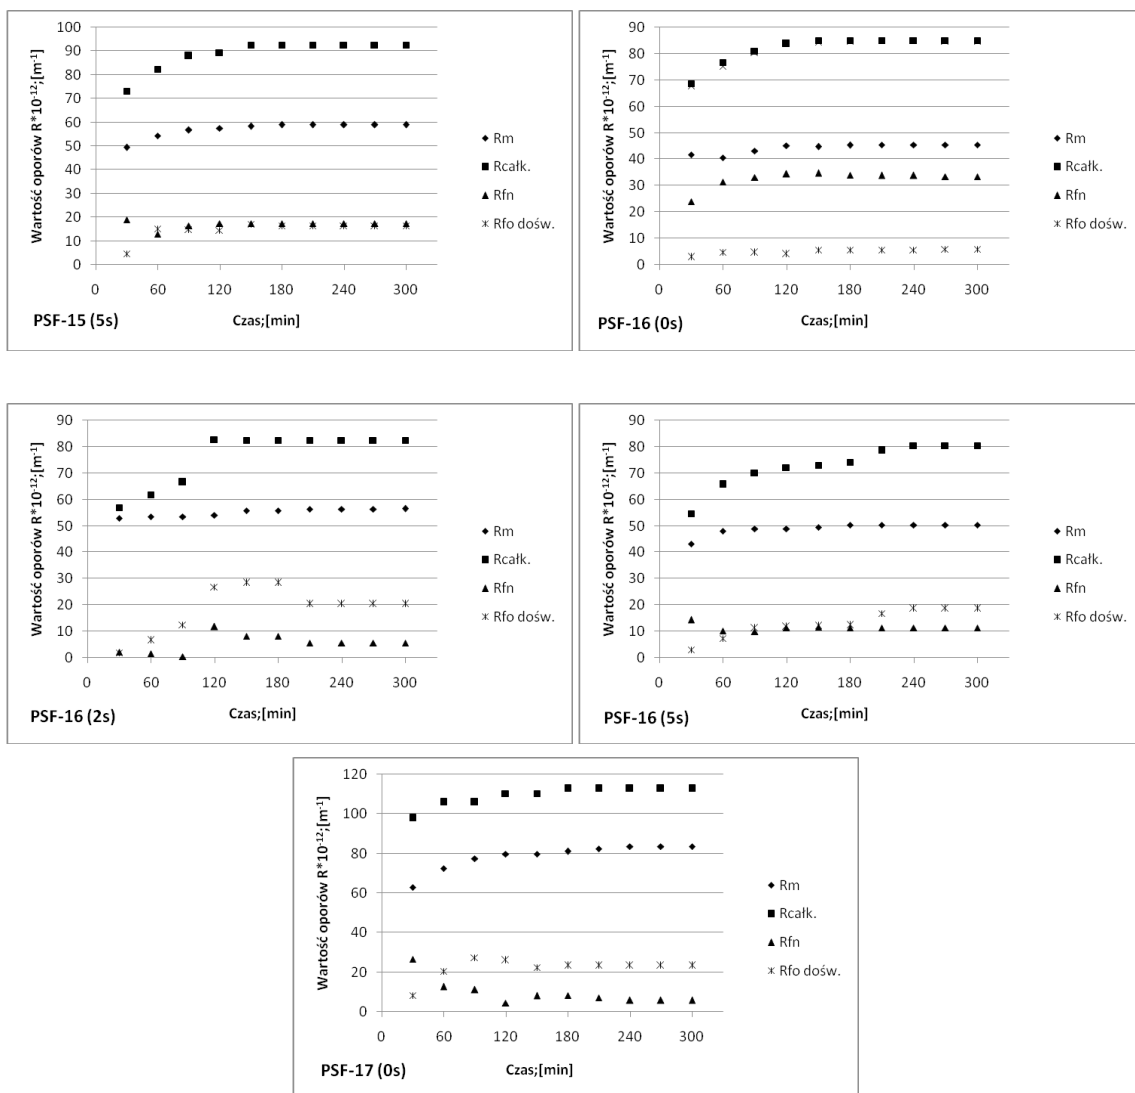 Wartość oporów R*10-12;[m-1]
100
90
80
70
60
50
40
30
20
10
0
0 60 120 180 240 300
PSF-15 (5s)
Czas;[min]
Rm
Rcałk.
Rfn
Rfo dośw.
Wartość oporów R*10-12;[m-1]
90
80
70
60
50
40
30
20
10
0
0 60 120 180 240 300
PSF-16 (0s)
Czas;[min]
Rm
Rcałk.
Rfn
Rfo dośw.
Wartość oporów R*10-12;[m-1]
90
80
70
60
50
40
30
20
10
0
0 60 120 180 240 300
PSF-16 (2s)
Czas;[min]
Rm
Rcałk.
Rfn
Rfo dośw.
Wartość oporów R*10-12;[m-1]
90
80
70
60
50
40
30
20
10
0
0 60 120 180 240 300
PSF-16 (5s)
Czas;[min]
Rm
Rcałk.
Rfn
Rfo dośw.
Wartość oporów R*10-12;[m-1]
120
100
80
60
40
20
0
0 60 120 180 240 300
PSF-17 (0s)
Czas;[min]
Rm
Rcałk.
Rfn
Rfo dośw.